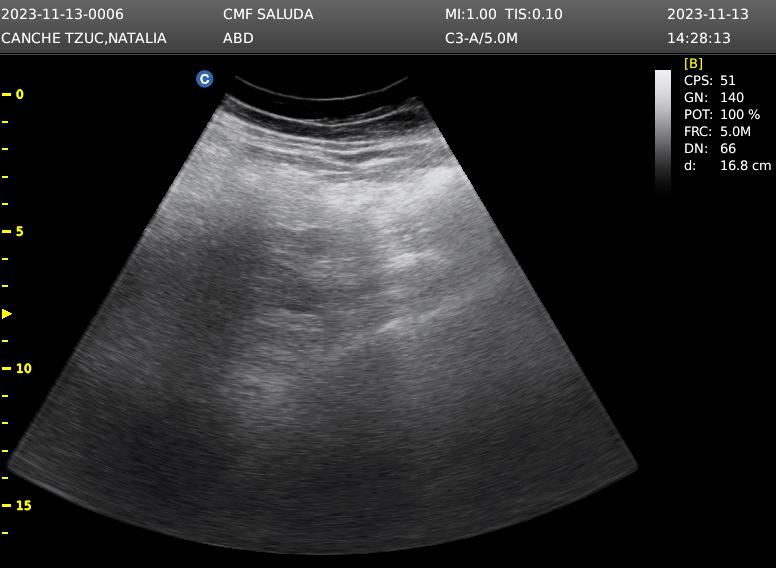 2023-11-13-0006 CMF SALUDA MI:1.00 TIS:0.10 2023-11-13
CANCHE TZUC,NATALIA ABD C3-A/5.0M 14:28:13
C
[B]
CPS: 51
GN: 140
POT: 100 %
FRC: 5.0M
DN: 66
d: 16.8 cm
0
5
10
15